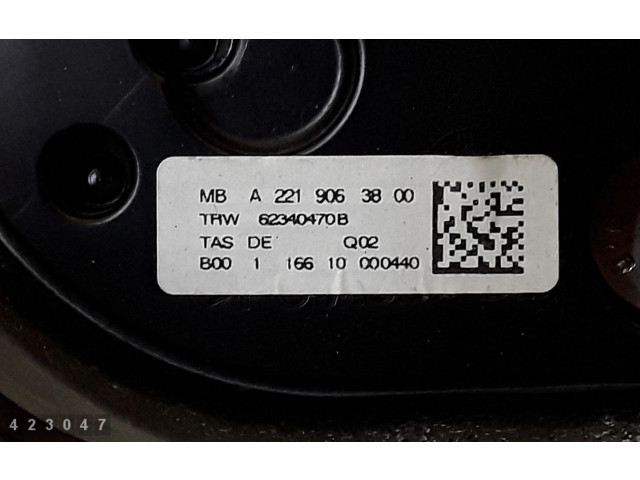 MB A 221 906 38 00
TRW 62340470B
TAS DE Q02
B00 1 166 10 000440
423047